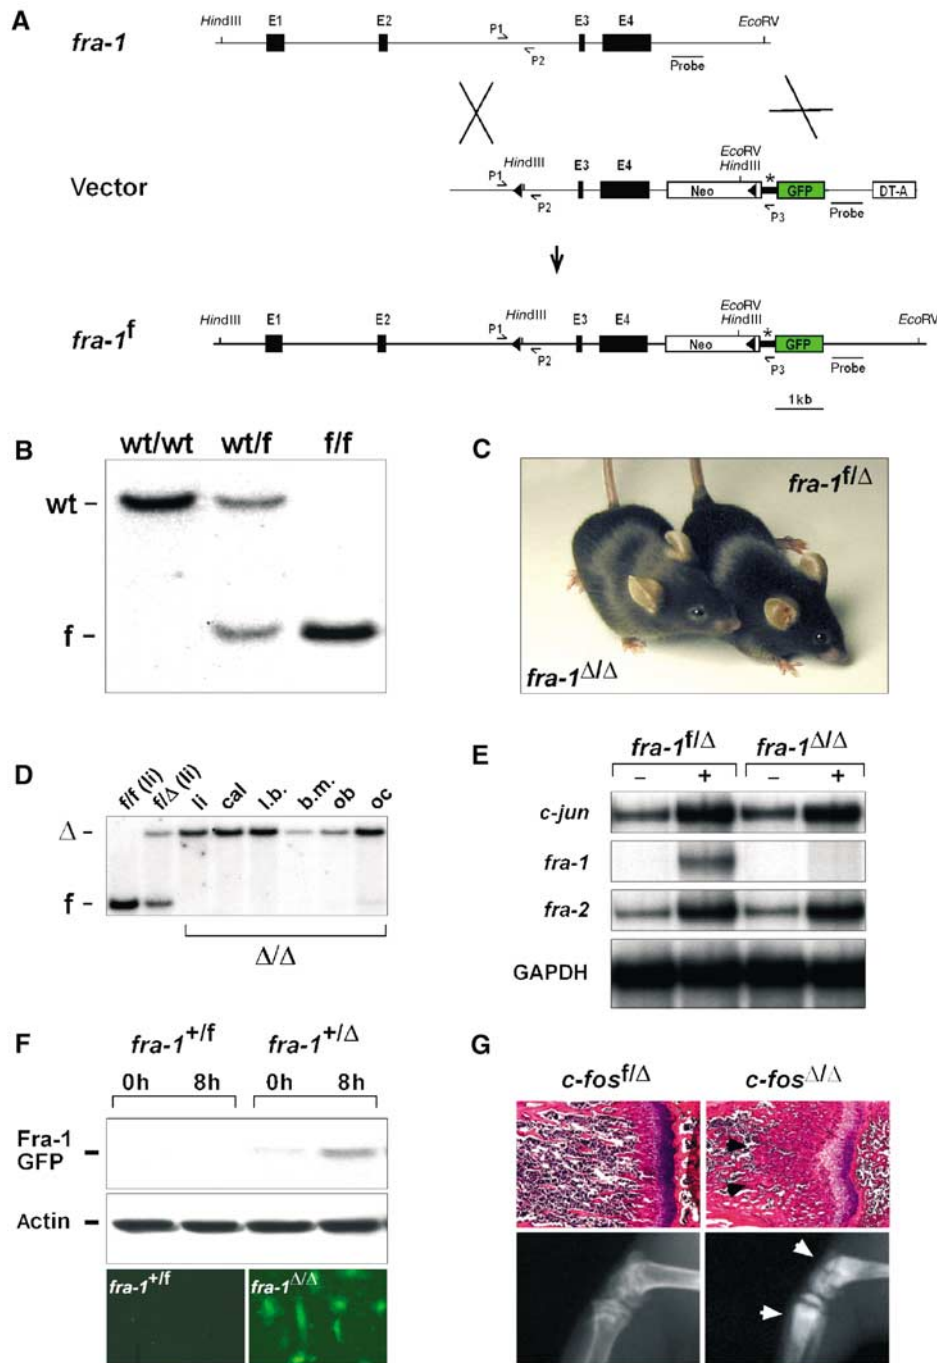 A
fra-1
HindIII E1 E2 P1 P2 E3 E4 Probe EcoRV
Vector
P1 HindIII P2 E3 E4 Neo EcoRV HindIII * P3 GFP Probe DT-A
fra-1f
HindIII E1 E2 P1 HindIII P2 E3 E4 Neo EcoRV HindIII * P3 GFP Probe EcoRV
1kb
B
wt/wt wt/f f/f
wt –
f –
C
fra-1f/Δ
fra-1Δ/Δ
D
f/f (li) f/Δ (li) li cal l.b. b.m. ob oc
Δ –
f –
Δ/Δ
E
fra-1f/Δ fra-1Δ/Δ
– + – +
c-jun
fra-1
fra-2
GAPDH
F
fra-1+/f fra-1+/Δ
0h 8h 0h 8h
Fra-1
GFP
Actin
fra-1+/f fra-1Δ/Δ
G
c-fosf/Δ c-fosΔ/Δ